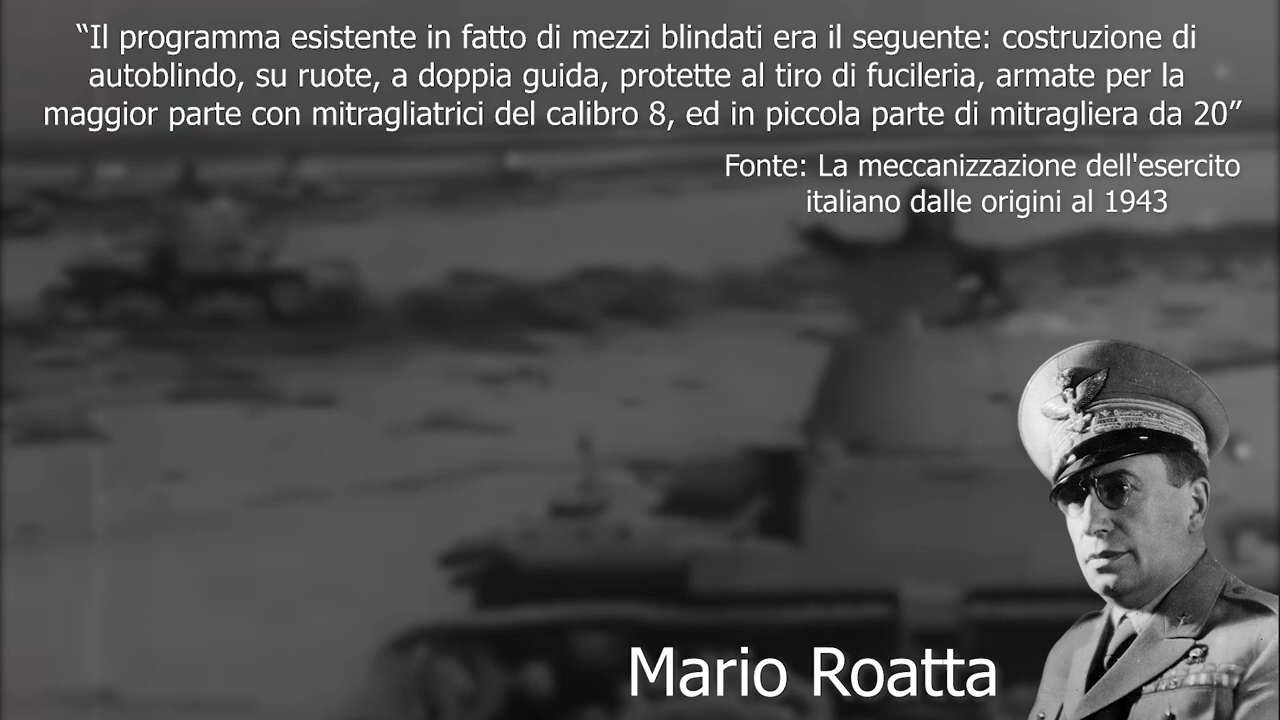 “Il programma esistente in fatto di mezzi blindati era il seguente: costruzione di
autoblindo, su ruote, a doppia guida, protette al tiro di fucileria, armate per la
maggior parte con mitragliatrici del calibro 8, ed in piccola parte di mitragliera da 20”
Fonte: La meccanizzazione dell'esercito
italiano dalle origini al 1943
Mario Roatta